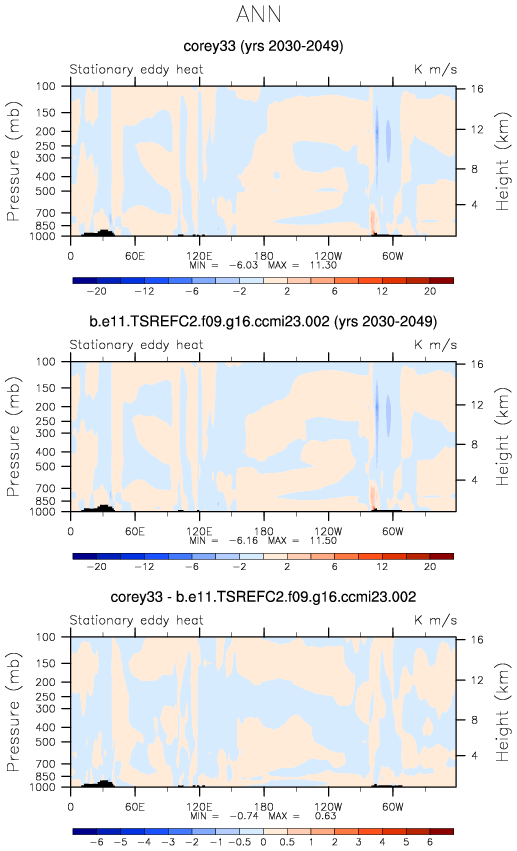 ANN
corey33 (yrs 2030-2049)
Stationary eddy heat K m/s
Pressure (mb)
100
150
200
250
300
400
500
700
850
1000
16
12
8
4
Height (km)
0 60E 120E 180 120W 60W
MIN = -6.03 MAX = 11.30
-20 -12 -6 -2 2 6 12 20
b.e11.TSREFC2.f09.g16.ccmi23.002 (yrs 2030-2049)
Stationary eddy heat K m/s
Pressure (mb)
100
150
200
250
300
400
500
700
850
1000
16
12
8
4
Height (km)
0 60E 120E 180 120W 60W
MIN = -6.16 MAX = 11.50
-20 -12 -6 -2 2 6 12 20
corey33 - b.e11.TSREFC2.f09.g16.ccmi23.002
Stationary eddy heat K m/s
Pressure (mb)
100
150
200
250
300
400
500
700
850
1000
16
12
8
4
Height (km)
0 60E 120E 180 120W 60W
MIN = -0.74 MAX = 0.63
-6 -5 -4 -3 -2 -1 -0.5 0 0.5 1 2 3 4 5 6